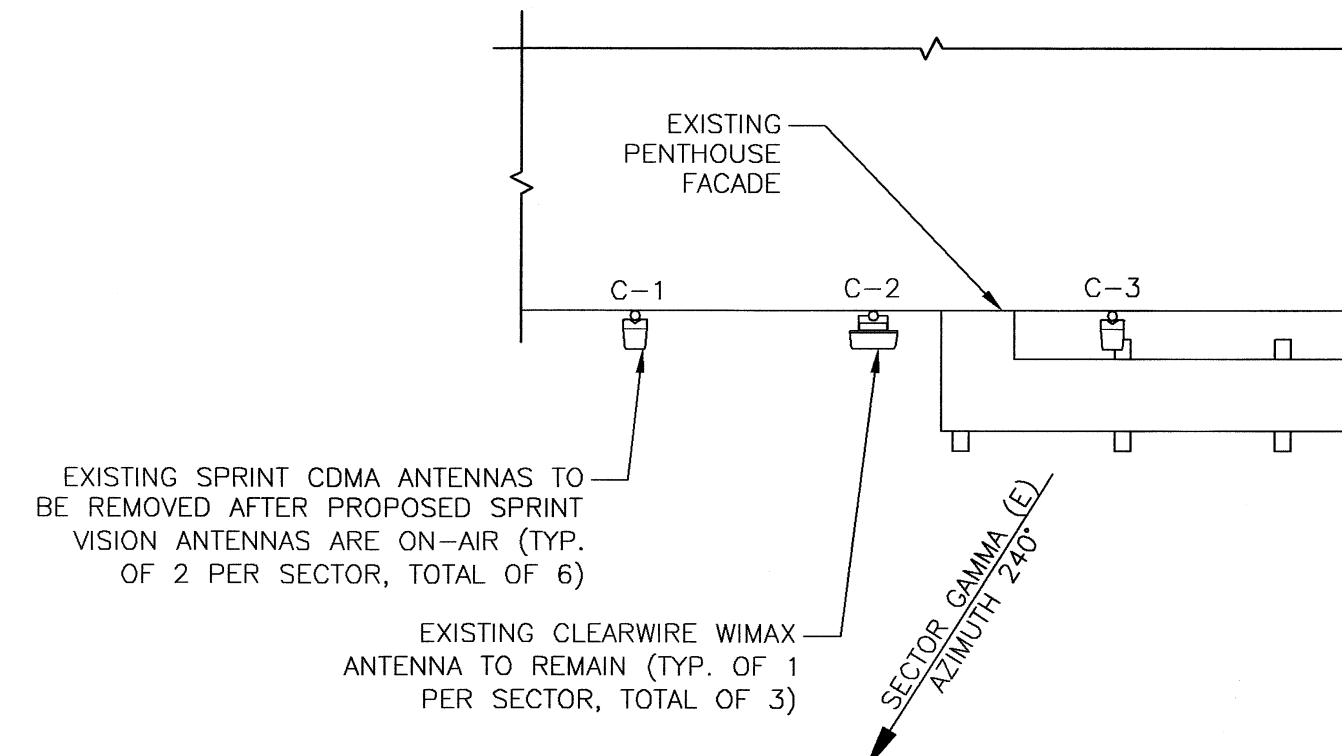 EXISTING
PENTHOUSE
FACADE
C-1
C-2
C-3
EXISTING SPRINT CDMA ANTENNAS TO
BE REMOVED AFTER PROPOSED SPRINT
VISION ANTENNAS ARE ON-AIR (TYP.
OF 2 PER SECTOR, TOTAL OF 6)
EXISTING CLEARWIRE WIMAX
ANTENNA TO REMAIN (TYP. OF 1
PER SECTOR, TOTAL OF 3)
SECTOR GAMMA (E)
AZIMUTH 240°